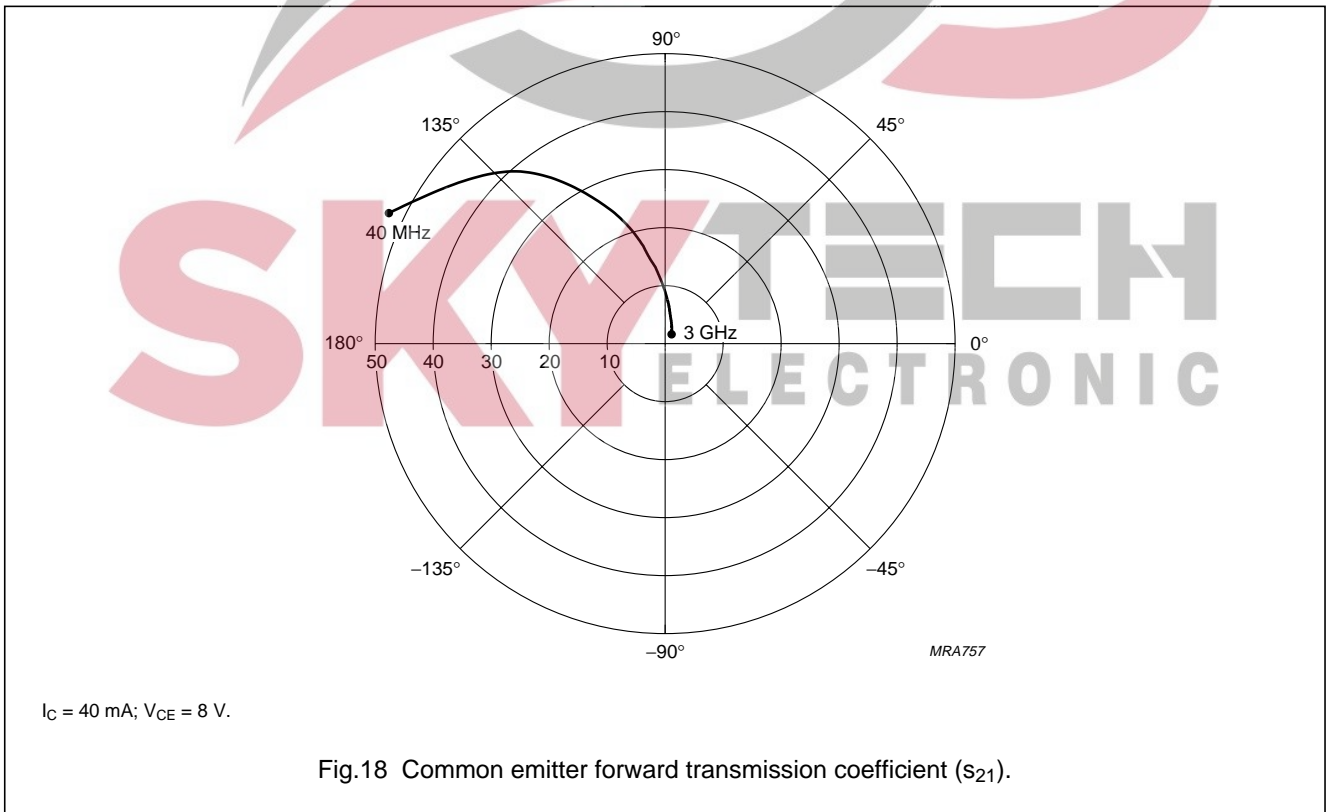 90°
135°
45°
40 MHz
SKYTECH
3 GHz
180°
0°
50 40 30 20 10
ELECTRONIC
−135°
−45°
−90°
MRA757
I_C = 40 mA; V_CE = 8 V.
Fig.18 Common emitter forward transmission coefficient (s_21).